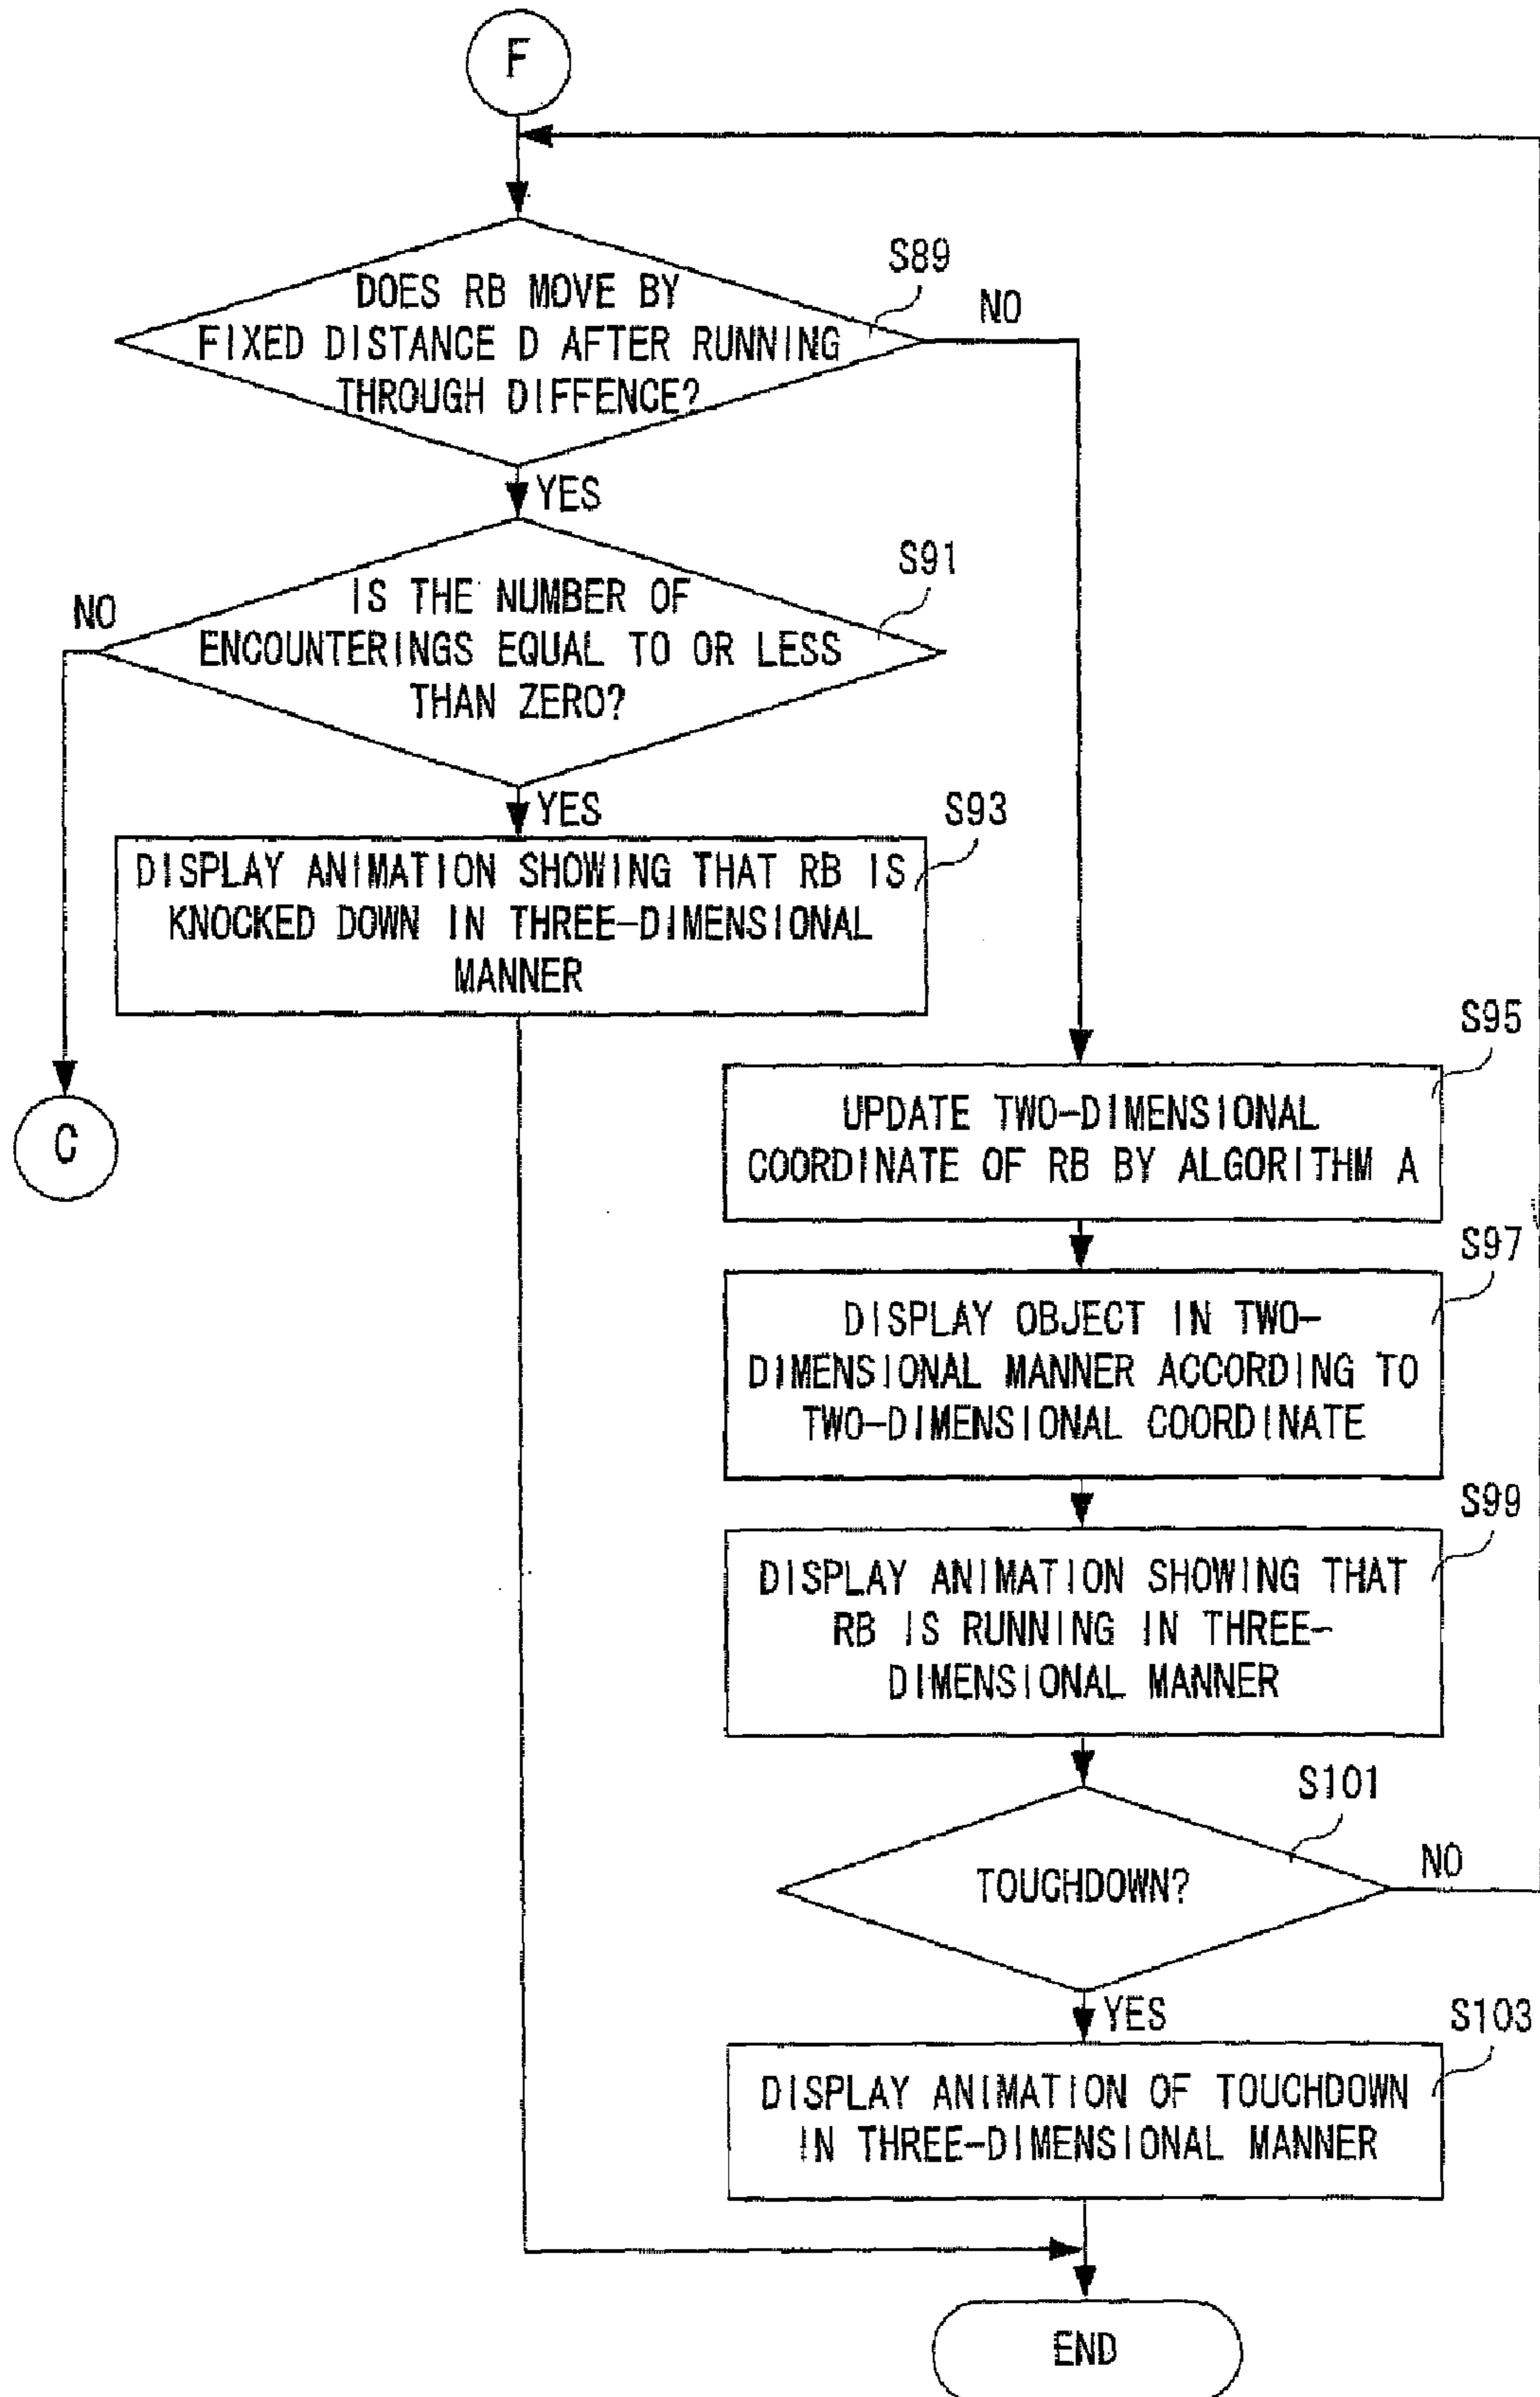 F
S89
DOES RB MOVE BY
FIXED DISTANCE D AFTER RUNNING
THROUGH DIFFENCE?
NO
YES
S91
IS THE NUMBER OF
ENCOUNTERINGS EQUAL TO OR LESS
THAN ZERO?
NO
YES
S93
DISPLAY ANIMATION SHOWING THAT RB IS
KNOCKED DOWN IN THREE-DIMENSIONAL
MANNER
C
S95
UPDATE TWO-DIMENSIONAL
COORDINATE OF RB BY ALGORITHM A
S97
DISPLAY OBJECT IN TWO-
DIMENSIONAL MANNER ACCORDING TO
TWO-DIMENSIONAL COORDINATE
S99
DISPLAY ANIMATION SHOWING THAT
RB IS RUNNING IN THREE-
DIMENSIONAL MANNER
S101
TOUCHDOWN?
NO
YES
S103
DISPLAY ANIMATION OF TOUCHDOWN
IN THREE-DIMENSIONAL MANNER
END